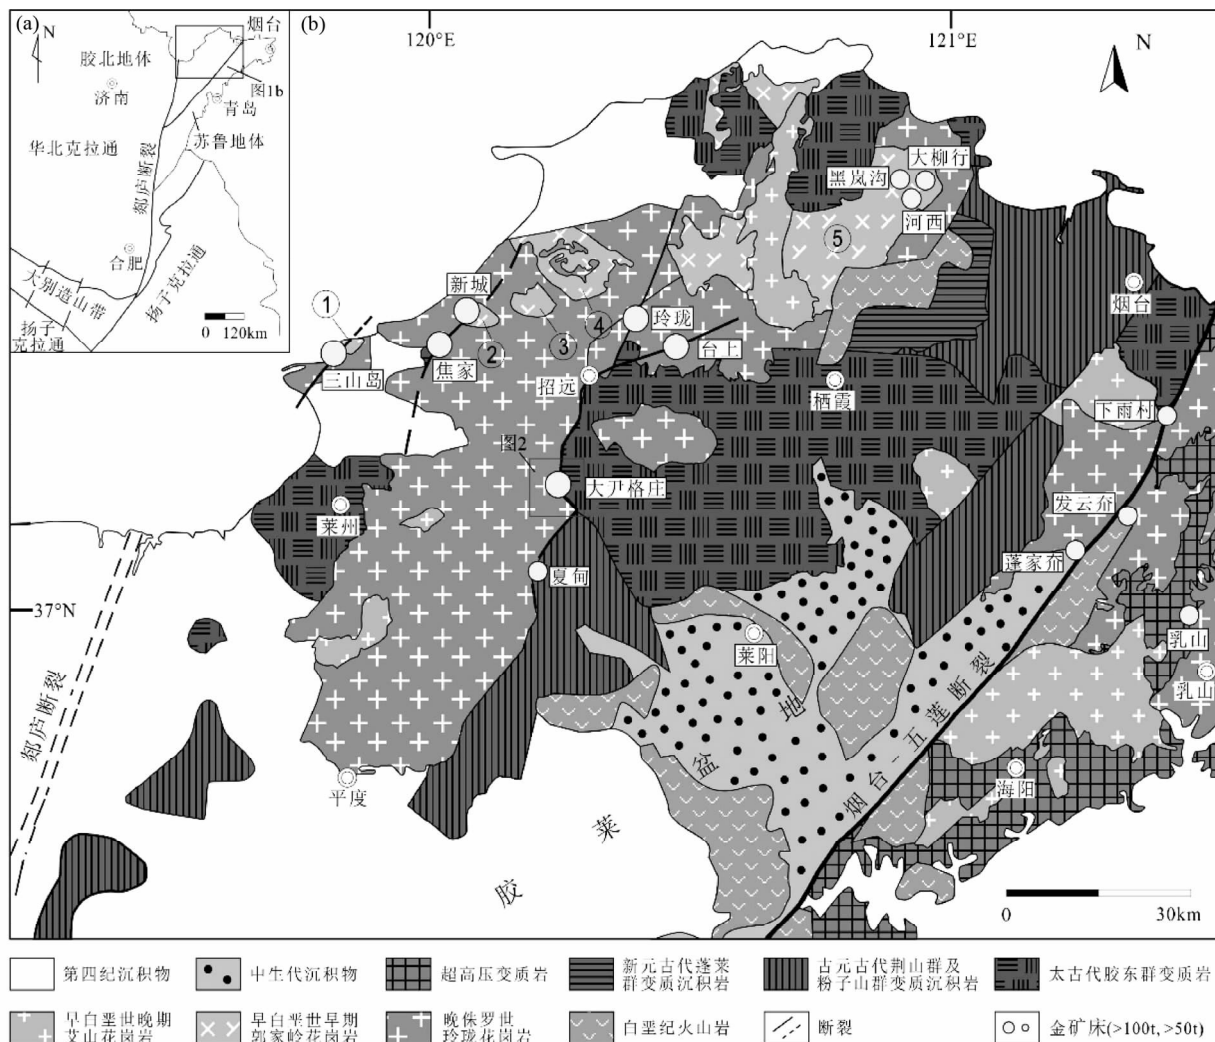 (a)
N
烟台
胶北地体
济南
图1b
青岛
苏鲁地体
华北克拉通
郯庐断裂
合肥
大别造山带
扬子克拉通
扬子
克拉通
0 120km
(b)
120°E
121°E
N
大柳行
黑岚沟
河西
5
烟台
1
新城
2
3
4
玲珑
台上
焦家
三山岛
招远
栖霞
下雨村
图2
大尹格庄
莱州
发云夼
蓬家夼
夏甸
37°N
乳山
莱阳
乳山
郯庐断裂
烟台-五莲断裂
海阳
平度
胶
莱
盆
地
0 30km
第四纪沉积物
中生代沉积物
超高压变质岩
新元古代蓬莱
群变质沉积岩
古元古代荆山群及
粉子山群变质沉积岩
太古代胶东群变质岩
早白垩世晚期
艾山花岗岩
早白垩世早期
郭家岭花岗岩
晚侏罗世
玲珑花岗岩
白垩纪火山岩
断裂
金矿床(>100t, >50t)